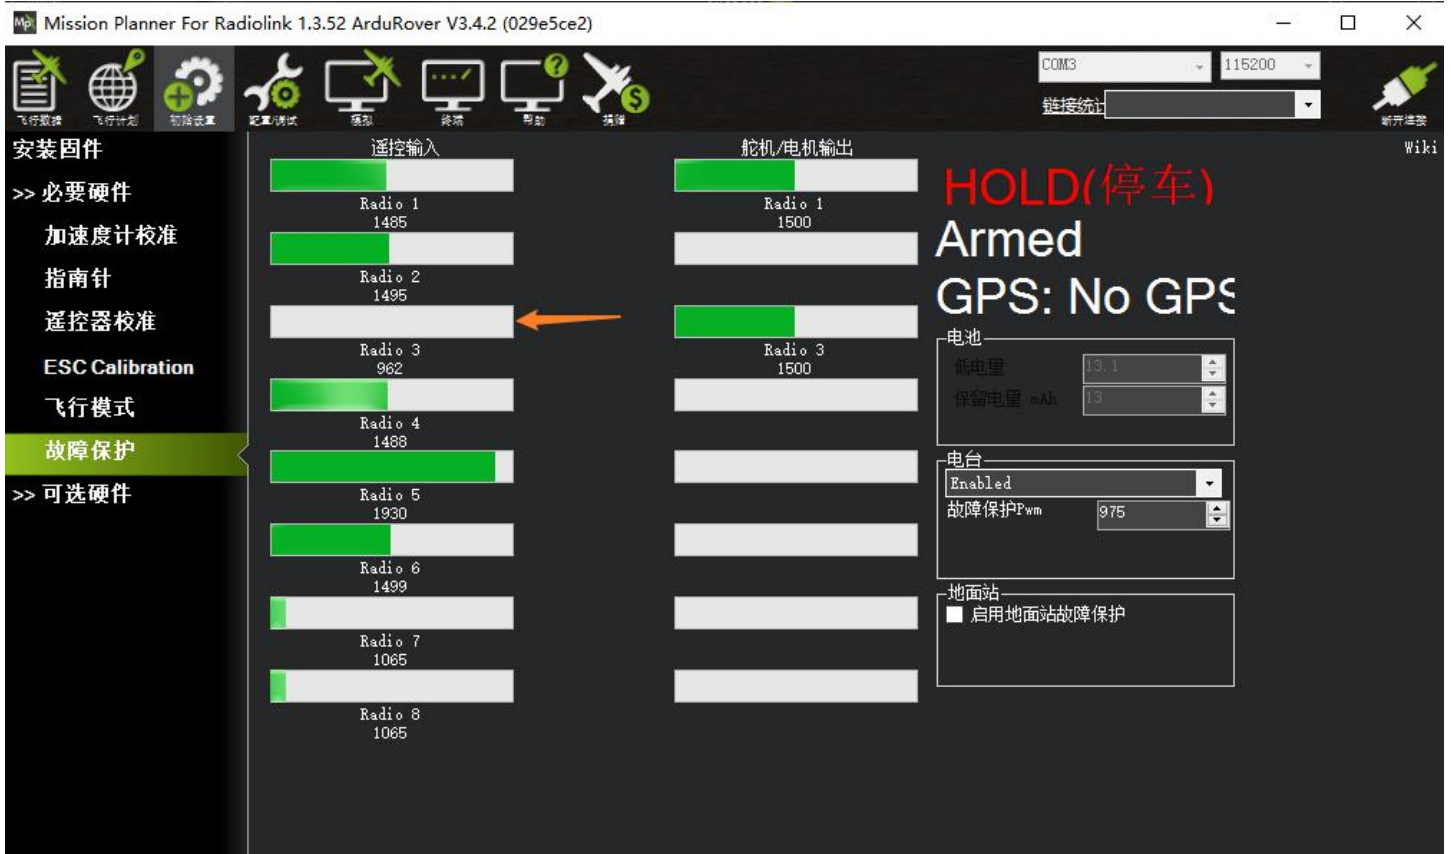 Mission Planner For Radiolink 1.3.52 ArduRover V3.4.2 (029e5ce2)
飞行数据 飞行计划 初始设置 配置/调试 模拟 终端 帮助 捐赠
COM3 115200
链接统计
断开连接
安装固件
>> 必要硬件
加速度计校准
指南针
遥控器校准
ESC Calibration
飞行模式
故障保护
>> 可选硬件
遥控输入
Radio 1
1485
Radio 2
1495
Radio 3
962
Radio 4
1488
Radio 5
1930
Radio 6
1499
Radio 7
1065
Radio 8
1065
舵机/电机输出
Radio 1
1500
Radio 3
1500
Wiki
HOLD(停车)
Armed
GPS: No GPS
电池
低电量 13.1
保留电量 mAh 13
电台
Enabled
故障保护Pwm 975
地面站
启用地面站故障保护